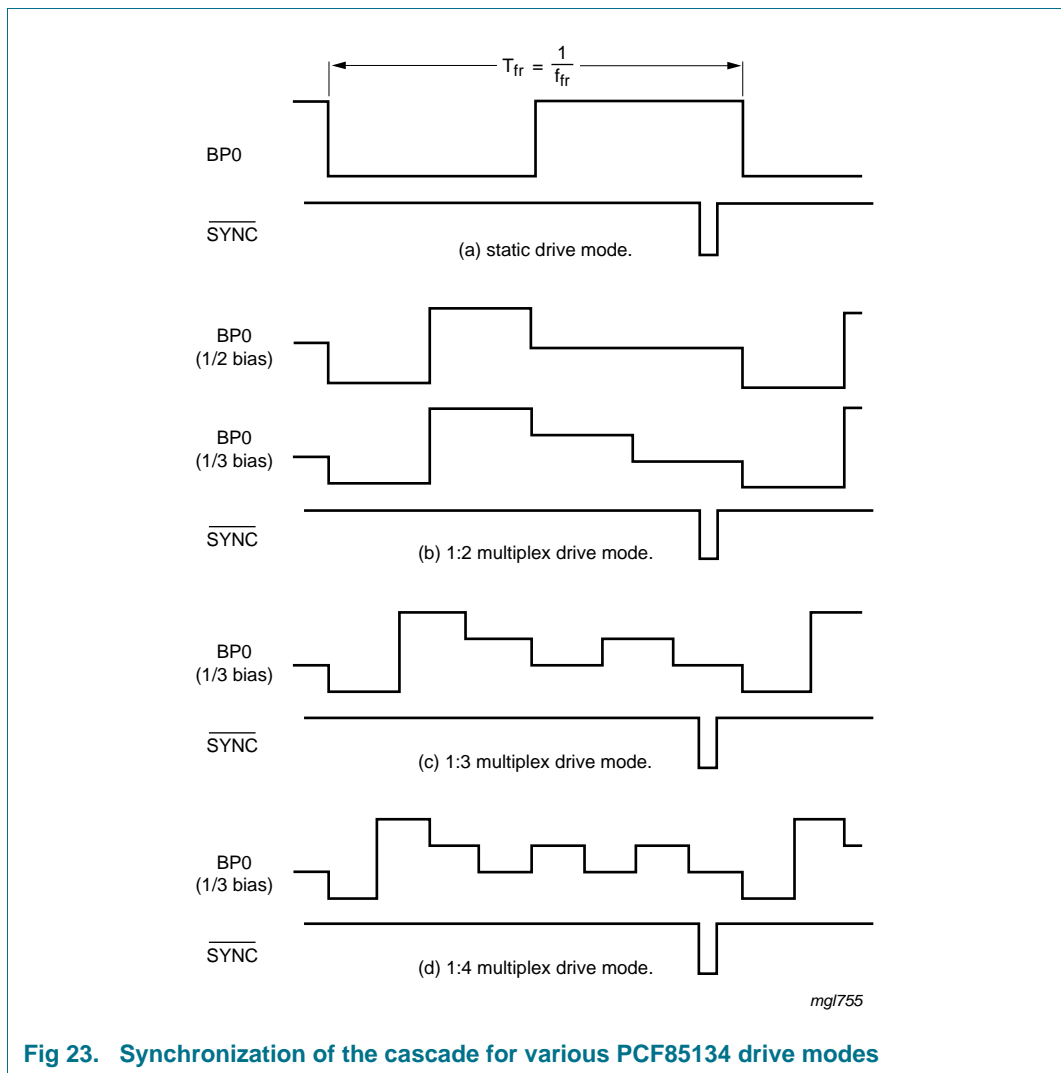 T_fr = 1/f_fr
BP0
SYNC
(a) static drive mode.
BP0
(1/2 bias)
BP0
(1/3 bias)
SYNC
(b) 1:2 multiplex drive mode.
BP0
(1/3 bias)
SYNC
(c) 1:3 multiplex drive mode.
BP0
(1/3 bias)
SYNC
(d) 1:4 multiplex drive mode.
mgl755
Fig 23. Synchronization of the cascade for various PCF85134 drive modes